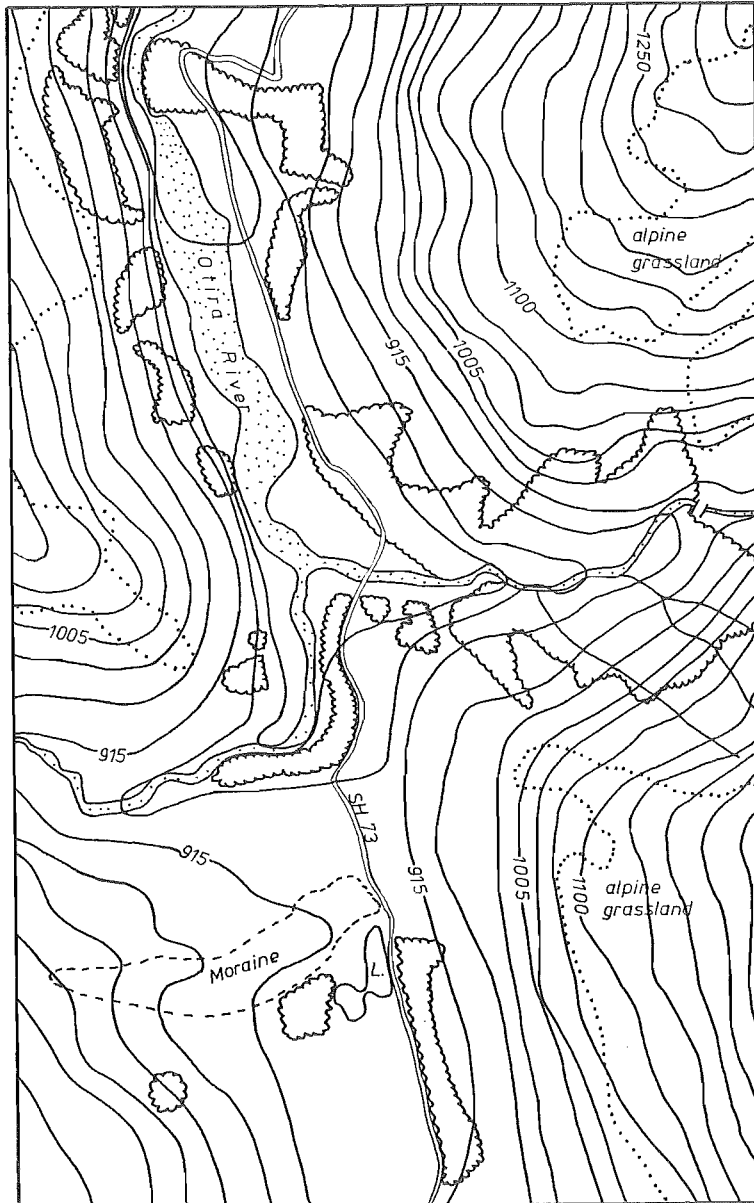 1250
alpine
grassland
1100
Otira River
915
1005
1005
915
SH 73
915
915
1005
1100
alpine
grassland
Moraine
L.